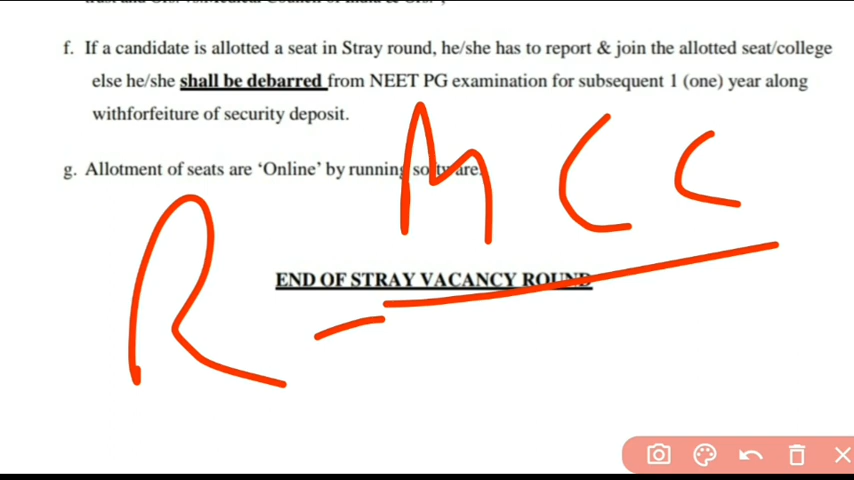 f. If a candidate is allotted a seat in Stray round, he/she has to report & join the allotted seat/college
else he/she shall be debarred from NEET PG examination for subsequent 1 (one) year along
withforfeiture of security deposit.
g. Allotment of seats are ‘Online’ by running software.
MCC
R -
END OF STRAY VACANCY ROUND